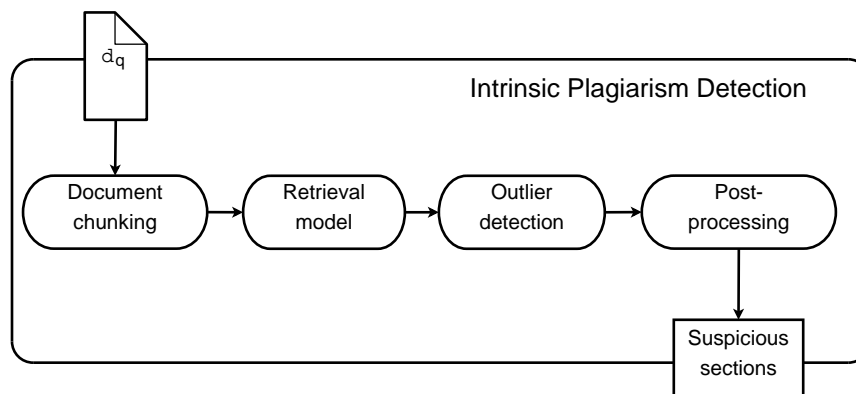 d_q
Intrinsic Plagiarism Detection
Document
chunking
Retrieval
model
Outlier
detection
Post-
processing
Suspicious
sections